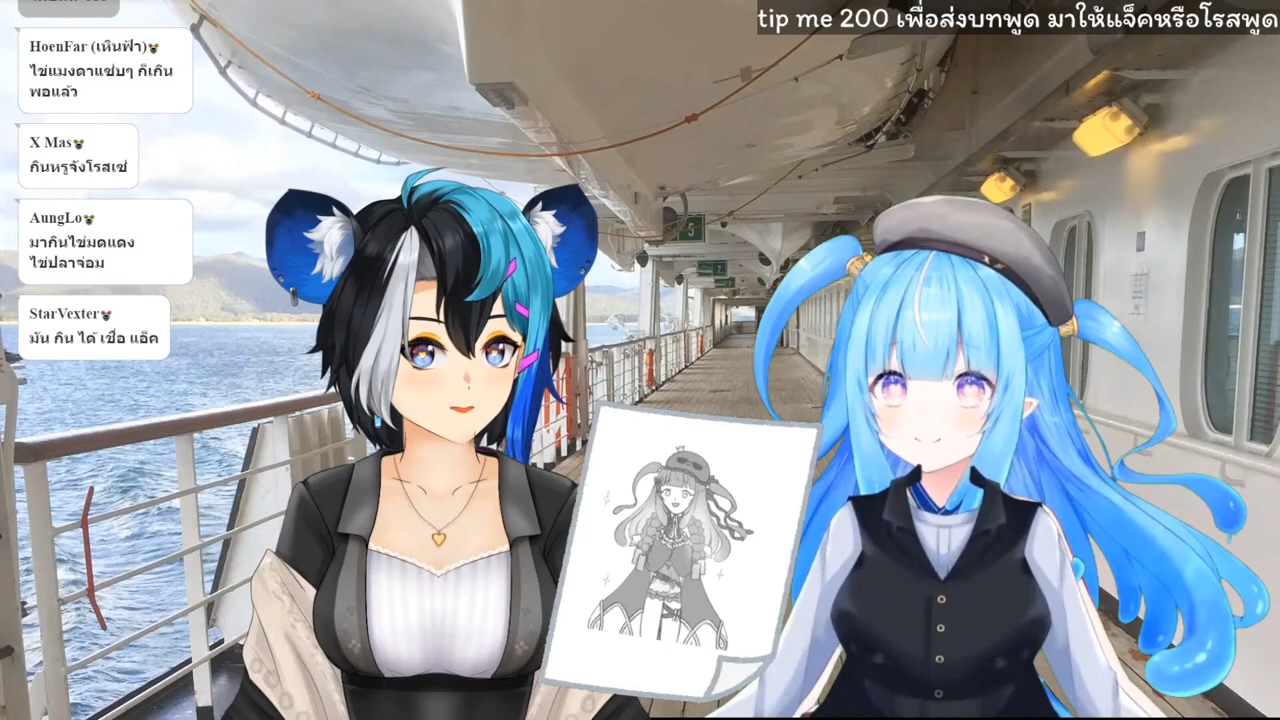 tip me 200 เพื่อส่งบทพูด มาให้แจ็คหรือโรสพูด
HoenFar (เหินฟ้า)
ไข่แมงดาแซ่บๆ ก็เกิน
พอแล้ว
X Mas
กินหรูจังโรสเซ่
AungLo
มากินไข่มดแดง
ไข่ปลาจ่อม
StarVexter
มัน กิน ได้ เชื่อ แอ็ค
5
7